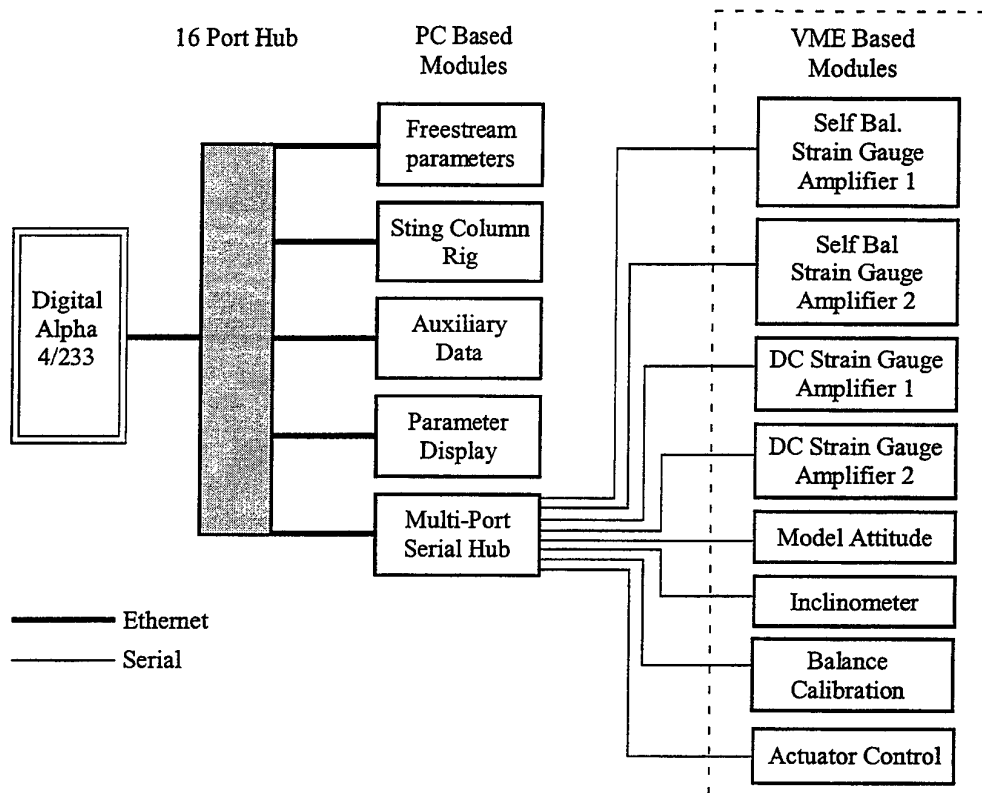 16 Port Hub
PC Based
Modules
VME Based
Modules
Digital
Alpha
4/233
Freestream
parameters
Sting Column
Rig
Auxiliary
Data
Parameter
Display
Multi-Port
Serial Hub
Self Bal.
Strain Gauge
Amplifier 1
Self Bal
Strain Gauge
Amplifier 2
DC Strain Gauge
Amplifier 1
DC Strain Gauge
Amplifier 2
Model Attitude
Inclinometer
Balance
Calibration
Actuator Control
Ethernet
Serial